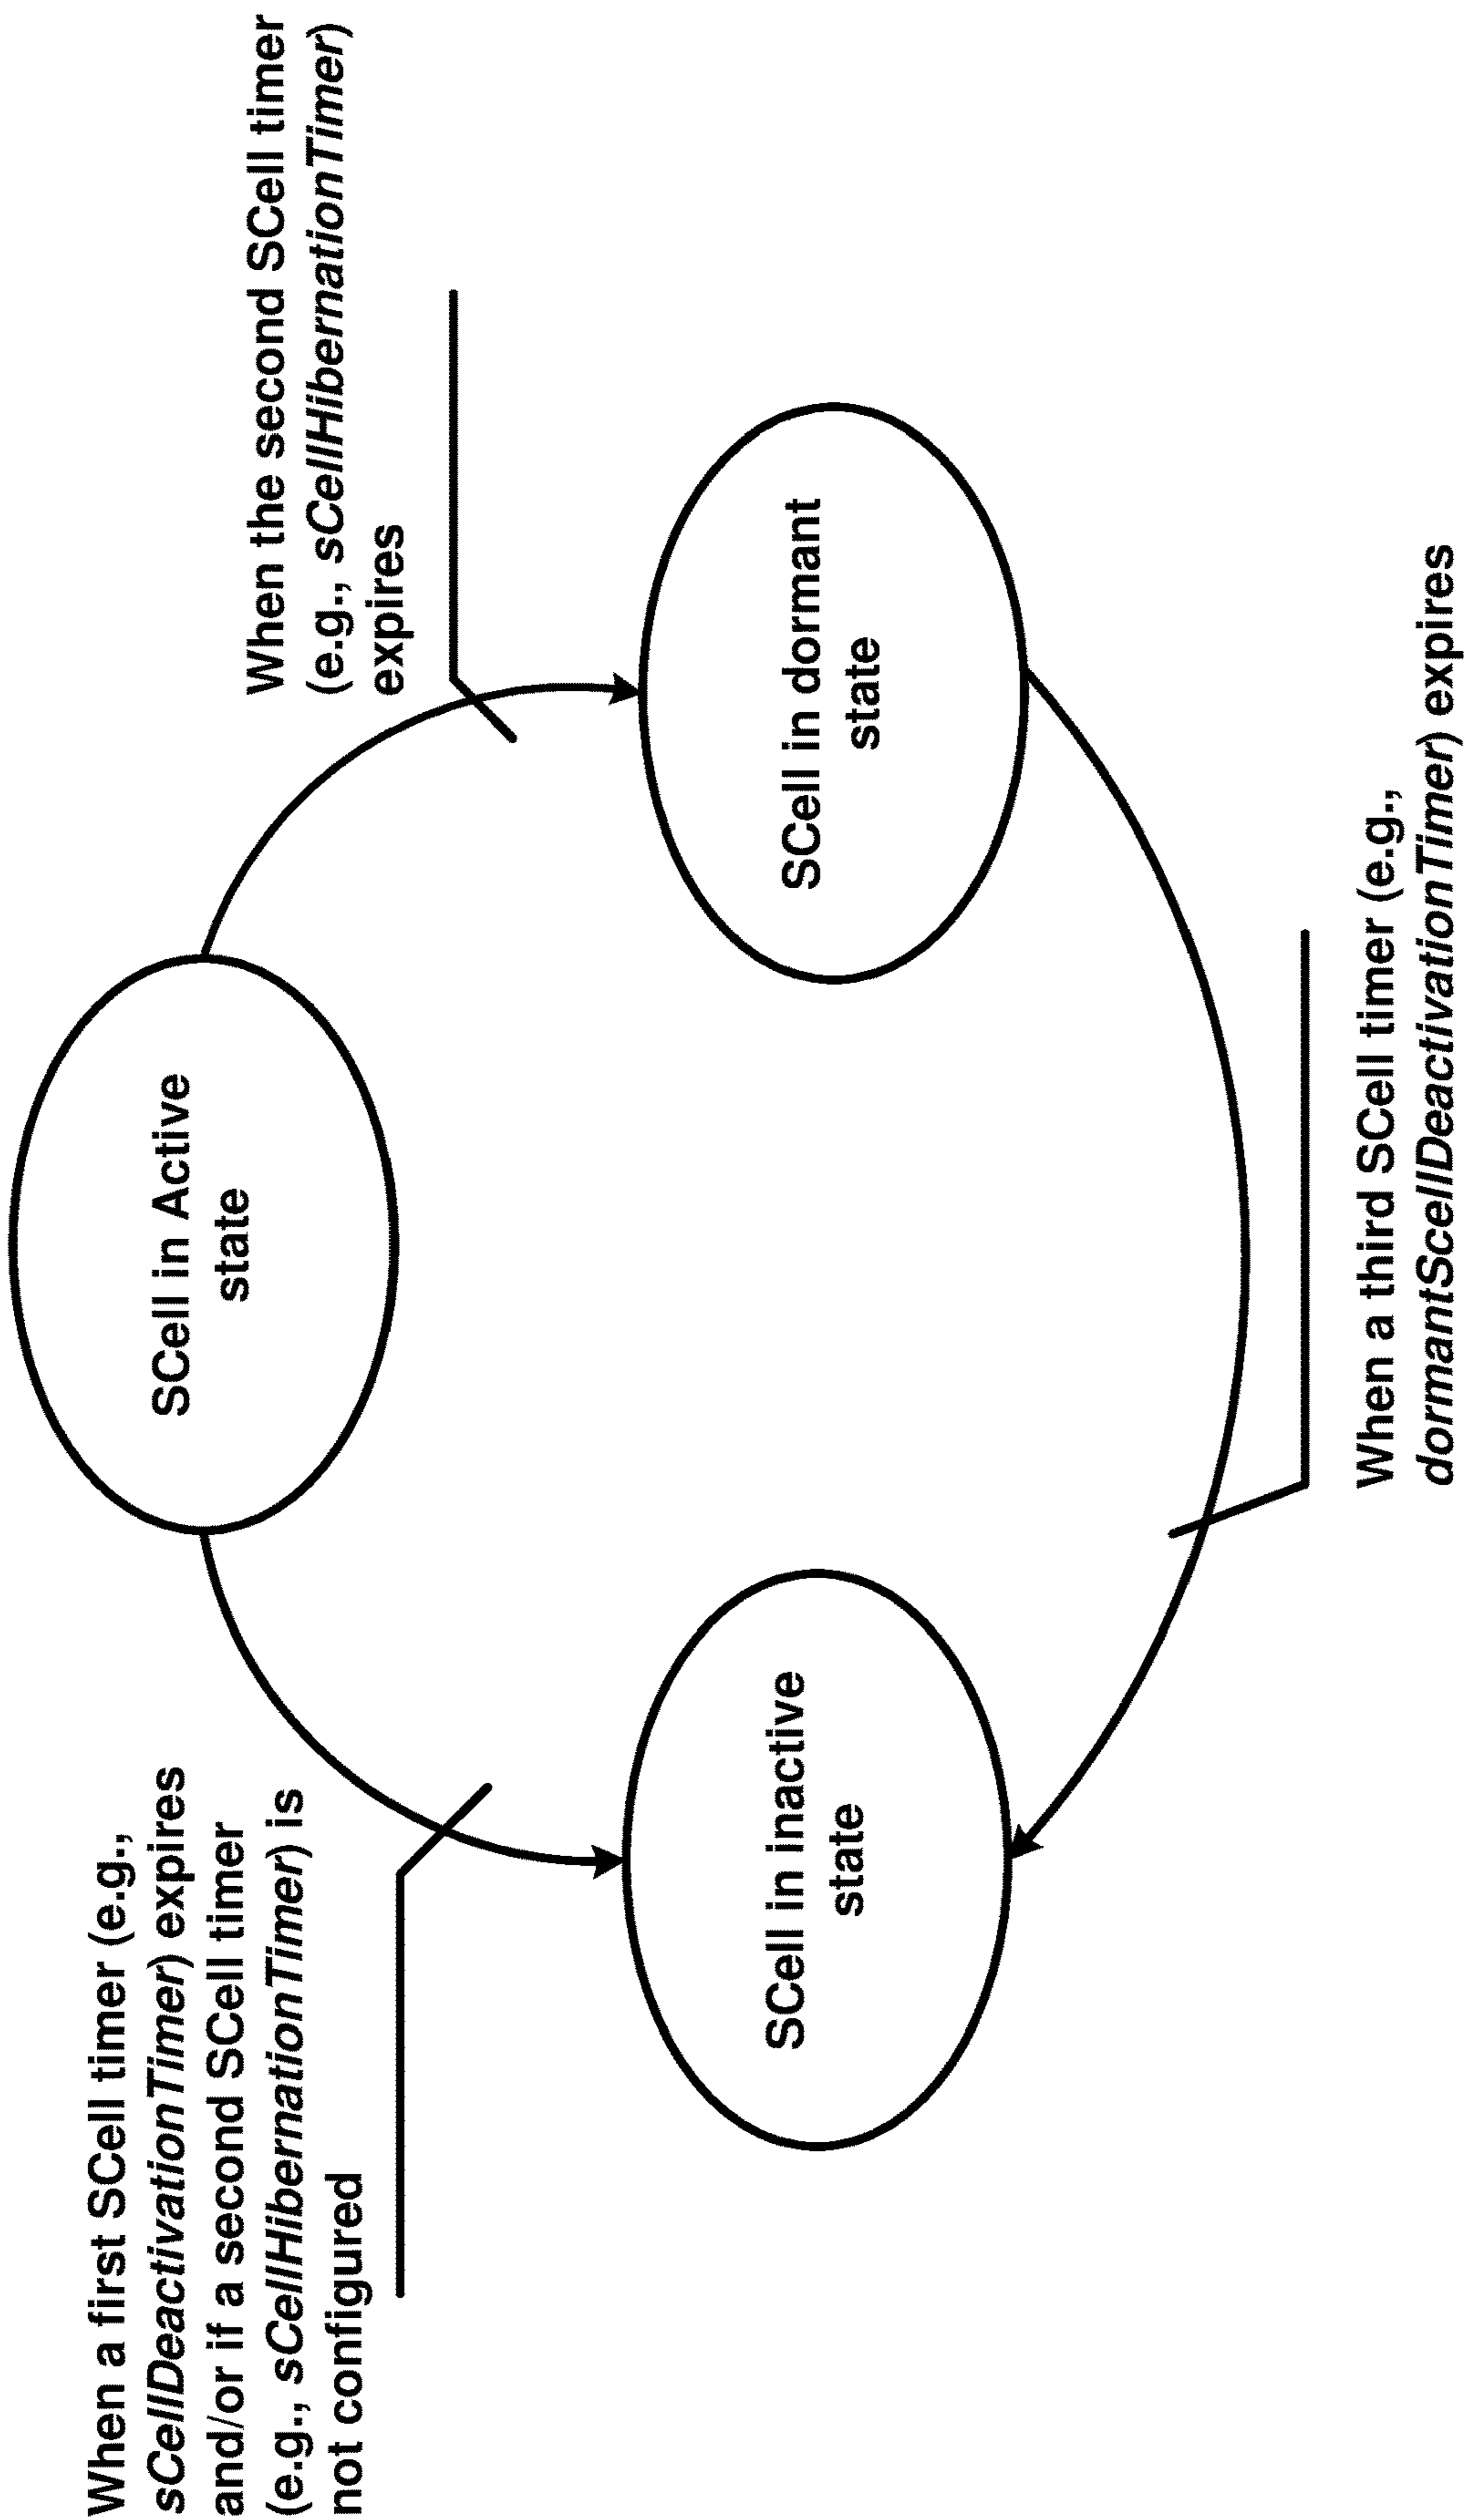 When a first SCell timer (e.g.,
sCellDeactivationTimer) expires
and/or if a second SCell timer
(e.g., sCellHibernationTimer) is
not configured
SCell in Active
state
When the second SCell timer
(e.g., sCellHibernationTimer)
expires
SCell in inactive
state
SCell in dormant
state
When a third SCell timer (e.g.,
dormantScellDeactivationTimer) expires